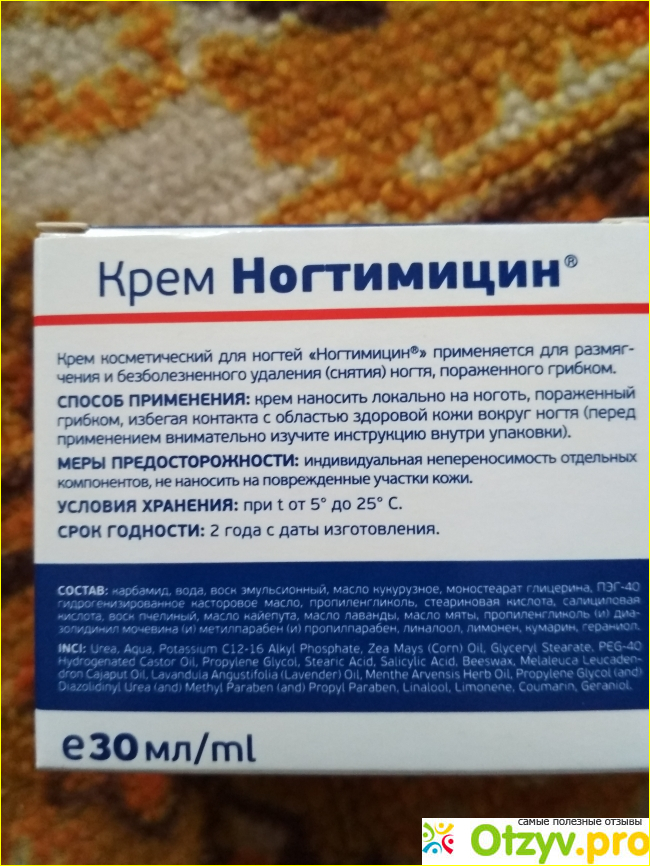 Крем Ногтимицин®
Крем косметический для ногтей «Ногтимицин®» применяется для размяг-
чения и безболезненного удаления (снятия) ногтя, пораженного грибком.
СПОСОБ ПРИМЕНЕНИЯ: крем наносить локально на ноготь, пораженный
грибком, избегая контакта с областью здоровой кожи вокруг ногтя (перед
применением внимательно изучите инструкцию внутри упаковки).
МЕРЫ ПРЕДОСТОРОЖНОСТИ: индивидуальная непереносимость отдельных
компонентов, не наносить на поврежденные участки кожи.
УСЛОВИЯ ХРАНЕНИЯ: при t от 5° до 25° С.
СРОК ГОДНОСТИ: 2 года с даты изготовления.
СОСТАВ: карбамид, вода, воск эмульсионный, масло кукурузное, моностеарат глицерина, ПЭГ-40
гидрогенизированное касторовое масло, пропиленгликоль, стеариновая кислота, салициловая
кислота, воск пчелиный, масло кайепута, масло лаванды, масло мяты, пропиленгликоль (и) диа-
золидинил мочевина (и) метилпарабен (и) пропилпарабен, линалоол, лимонен, кумарин, гераниол.
INCI: Urea, Aqua, Potassium C12-16 Alkyl Phosphate, Zea Mays (Corn) Oil, Glyceryl Stearate, PEG-40
Hydrogenated Castor Oil, Propylene Glycol, Stearic Acid, Salicylic Acid, Beeswax, Melaleuca Leucaden-
dron Cajaput Oil, Lavandula Angustifolia (Lavender) Oil, Menthe Arvensis Herb Oil, Propylene Glycol (and)
Diazolidinyl Urea (and) Methyl Paraben (and) Propyl Paraben, Linalool, Limonene, Coumarin, Geraniol.
℮30 мл/ml
самые полезные отзывы
Otzyv.pro